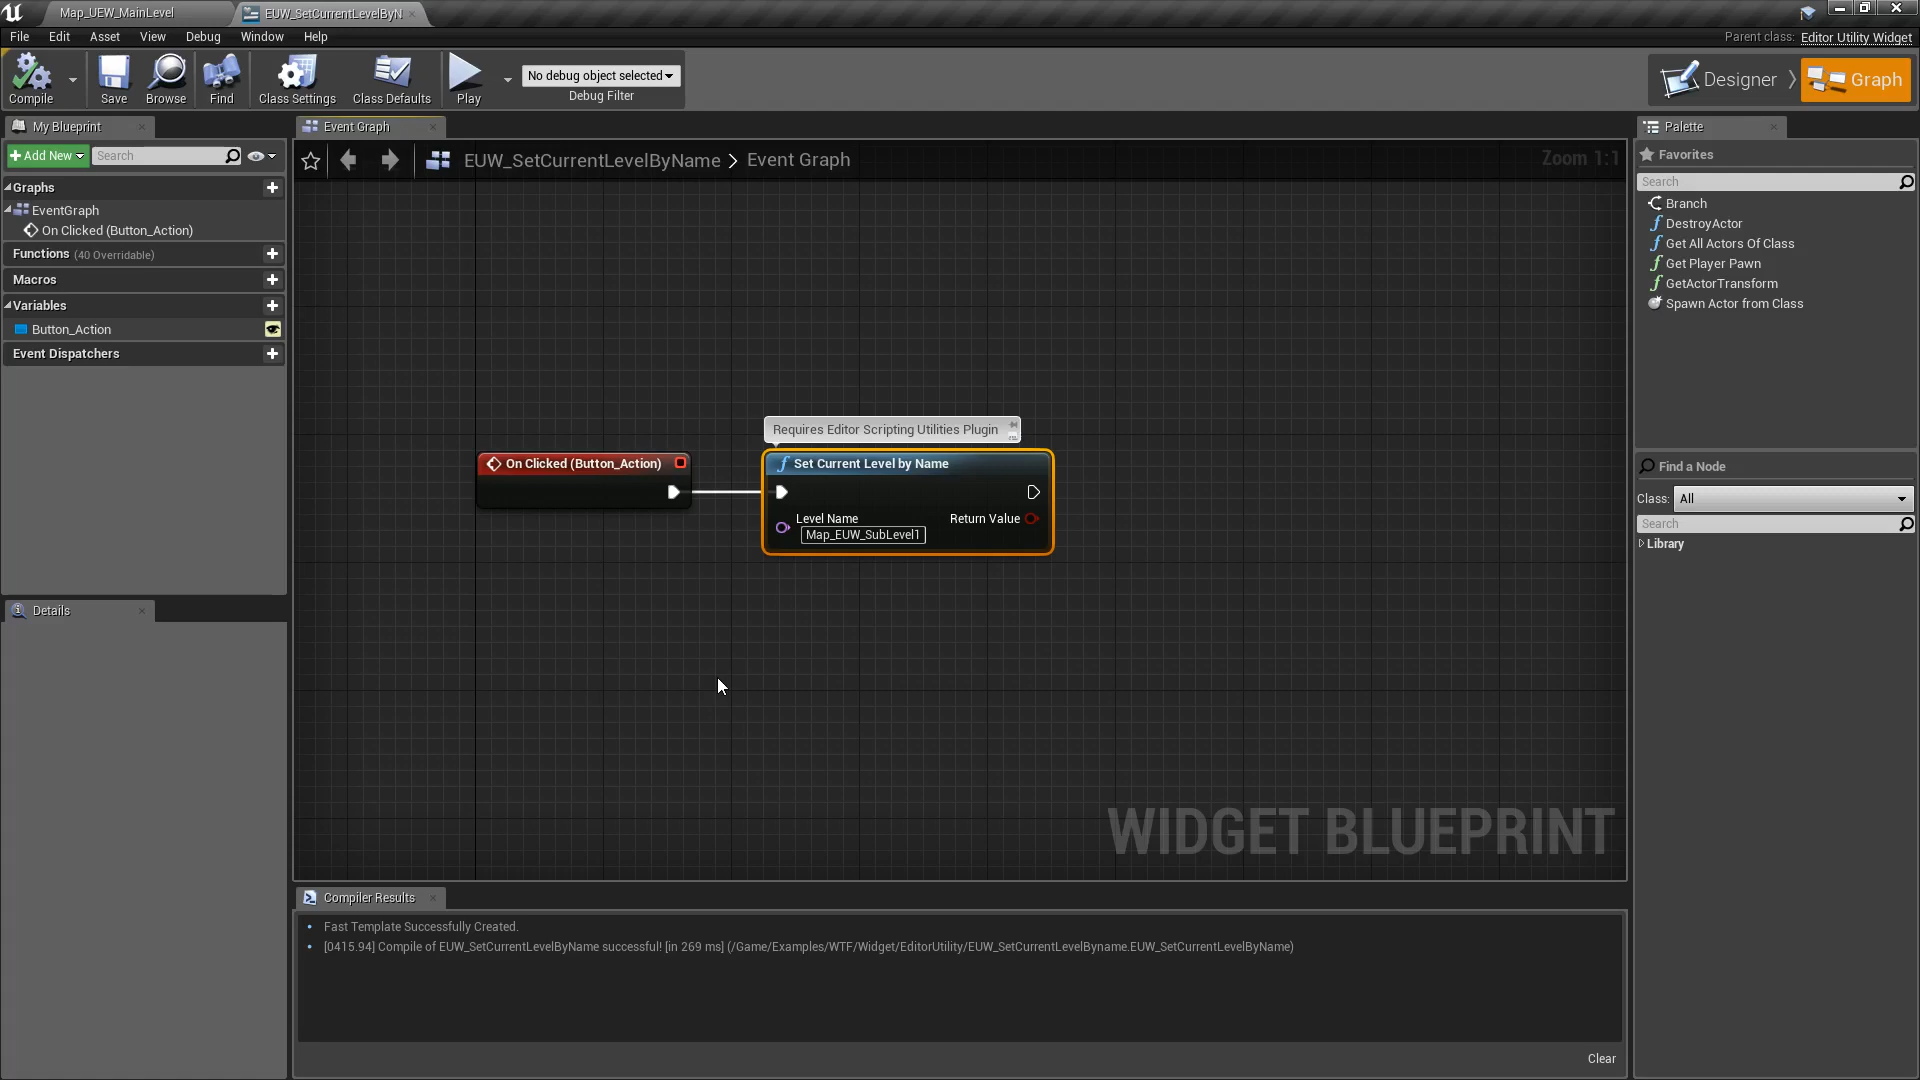 Map_UEW_MainLevel
EUW_SetCurrentLevelByN
File Edit Asset View Debug Window Help
Parent class: Editor Utility Widget
Compile
Save
Browse
Find
Class Settings
Class Defaults
Play
No debug object selected
Debug Filter
Designer
Graph
My Blueprint
Add New
Search
Graphs
EventGraph
On Clicked (Button_Action)
Functions (40 Overridable)
Macros
Variables
Button_Action
Event Dispatchers
Details
Event Graph
EUW_SetCurrentLevelByName > Event Graph
Zoom 1:1
Requires Editor Scripting Utilities Plugin
On Clicked (Button_Action)
Set Current Level by Name
Level Name
Return Value
Map_EUW_SubLevel1
WIDGET BLUEPRINT
Compiler Results
Fast Template Successfully Created.
[0415.94] Compile of EUW_SetCurrentLevelByName successful! [in 269 ms] (/Game/Examples/WTF/Widget/EditorUtility/EUW_SetCurrentLevelByname.EUW_SetCurrentLevelByName)
Clear
Palette
Favorites
Search
Branch
DestroyActor
Get All Actors Of Class
Get Player Pawn
GetActorTransform
Spawn Actor from Class
Find a Node
Class: All
Search
Library